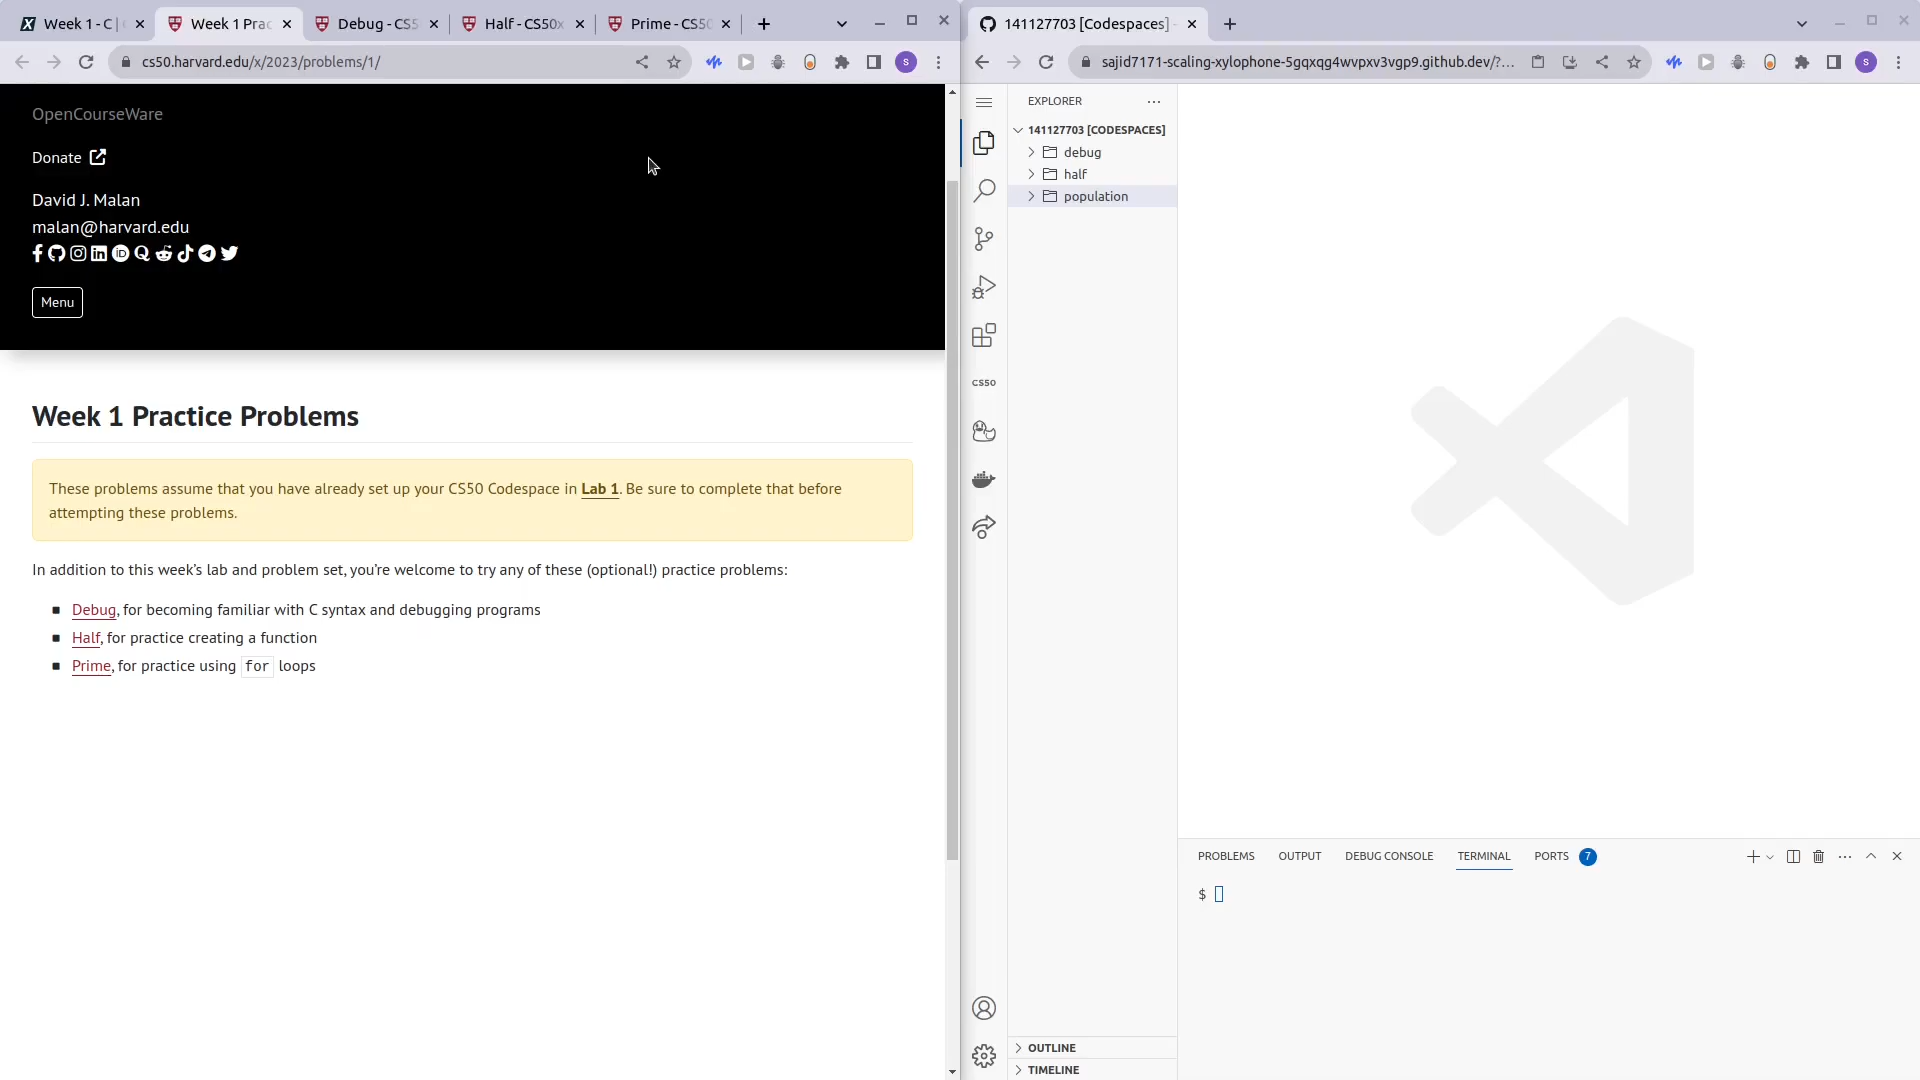 Week 1 - C |
Week 1 Prac
Debug - CS5
Half - CS50x
Prime - CS50
cs50.harvard.edu/x/2023/problems/1/
S
OpenCourseWare
Donate
David J. Malan
malan@harvard.edu
Menu
Week 1 Practice Problems
These problems assume that you have already set up your CS50 Codespace in Lab 1. Be sure to complete that before
attempting these problems.
In addition to this week’s lab and problem set, you’re welcome to try any of these (optional!) practice problems:
Debug, for becoming familiar with C syntax and debugging programs
Half, for practice creating a function
Prime, for practice using for loops
141127703 [Codespaces] -
sajid7171-scaling-xylophone-5gqxqg4wvpxv3vgp9.github.dev/?...
S
EXPLORER
141127703 [CODESPACES]
debug
half
population
CS50
PROBLEMS OUTPUT DEBUG CONSOLE TERMINAL PORTS 7
$
OUTLINE
TIMELINE